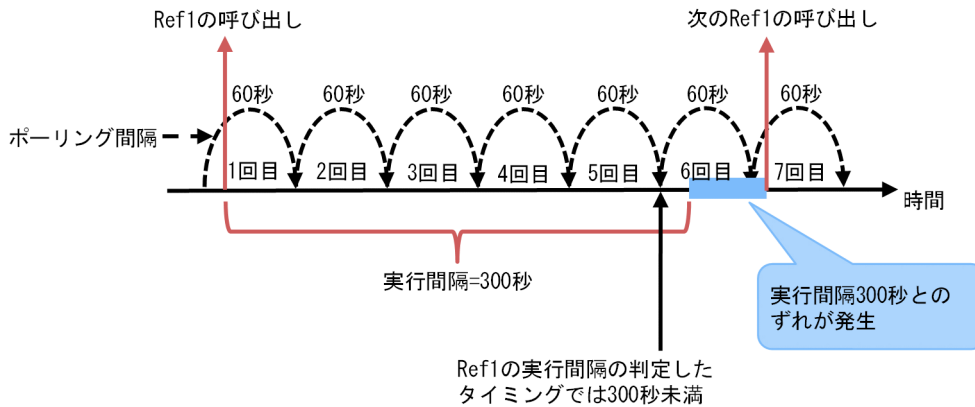 Ref1の呼び出し
次のRef1の呼び出し
60秒
60秒
60秒
60秒
60秒
60秒
60秒
ポーリング間隔
1回目
2回目
3回目
4回目
5回目
6回目
7回目
時間
実行間隔=300秒
実行間隔300秒との
ずれが発生
Ref1の実行間隔の判定した
タイミングでは300秒未満